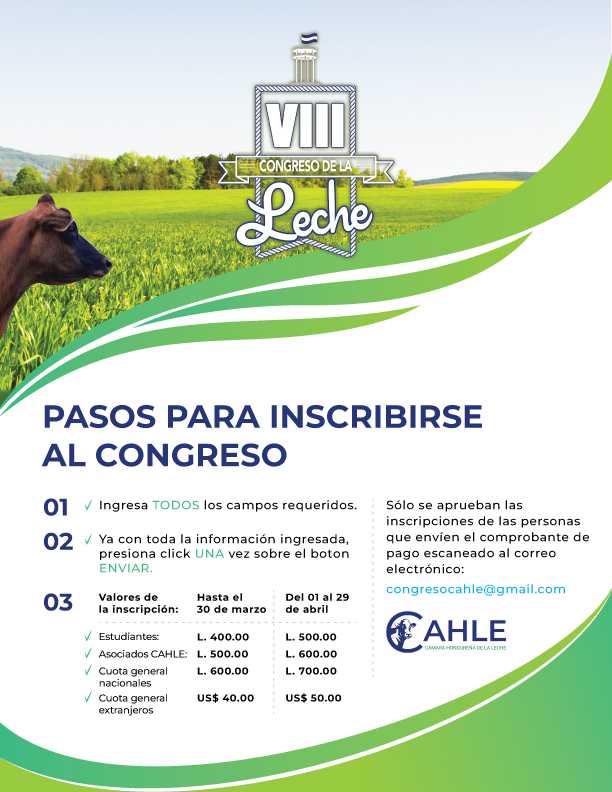 VIII
CONGRESO DE LA
Leche
PASOS PARA INSCRIBIRSE
AL CONGRESO
01
Ingresa TODOS los campos requeridos.
02
Ya con toda la información ingresada,
presiona click UNA vez sobre el boton
ENVIAR.
03
Valores de
la inscripción:
Hasta el
30 de marzo
Del 01 al 29
de abril
Estudiantes: L. 400.00 L. 500.00
Asociados CAHLE: L. 500.00 L. 600.00
Cuota general
nacionales
L. 600.00 L. 700.00
Cuota general
extranjeros
US$ 40.00 US$ 50.00
Sólo se aprueban las
inscripciones de las personas
que envíen el comprobante de
pago escaneado al correo
electrónico:
congresocahle@gmail.com
CAHLE
CÁMARA HONDUREÑA DE LA LECHE